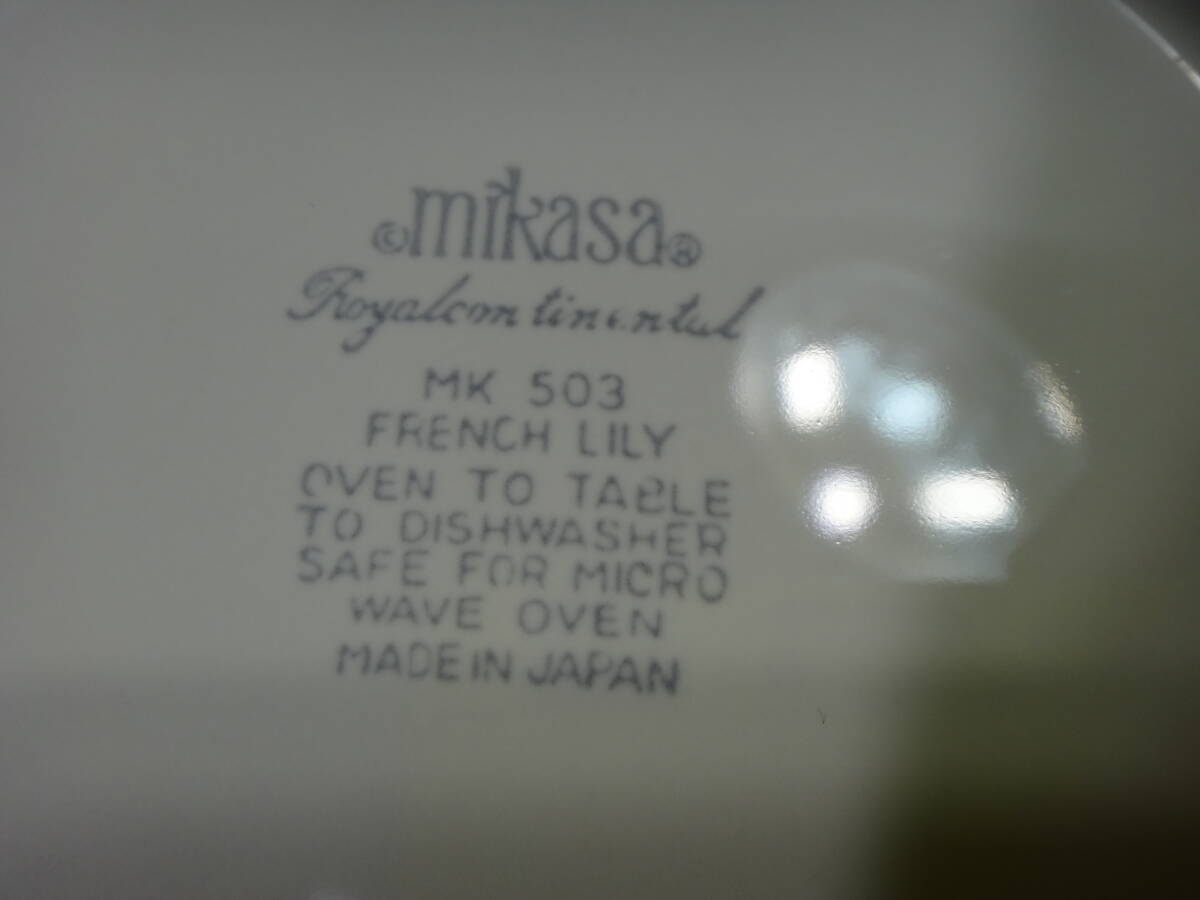 ©mikasa®
Royalcontinental
MK 503
FRENCH LILY
OVEN TO TABLE
TO DISHWASHER
SAFE FOR MICRO
WAVE OVEN
MADE IN JAPAN